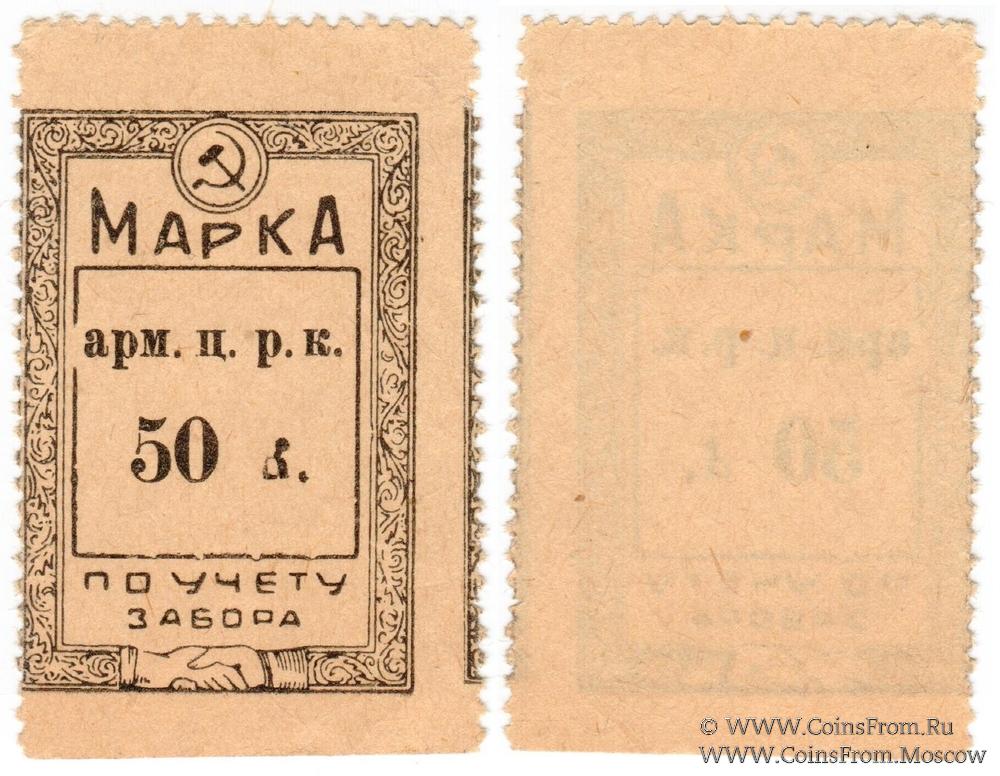 МАРКА
арм. ц. р. к.
50
ПО УЧЕТУ
ЗАБОРА
© WWW.CoinsFrom.Ru
WWW.CoinsFrom.Moscow